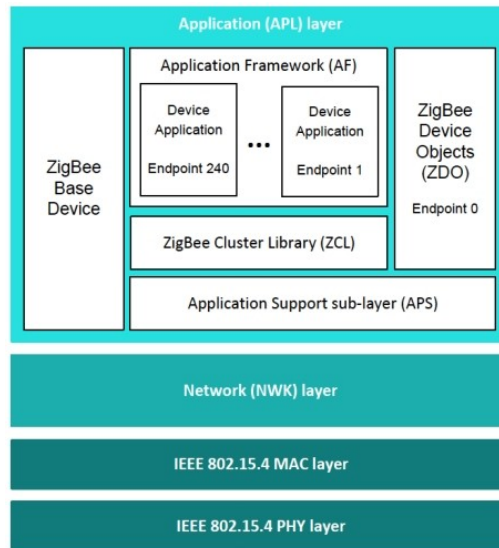 Application (APL) layer
ZigBee
Base
Device
Application Framework (AF)
Device
Application
Endpoint 240
...
Device
Application
Endpoint 1
ZigBee
Device
Objects
(ZDO)
Endpoint 0
ZigBee Cluster Library (ZCL)
Application Support sub-layer (APS)
Network (NWK) layer
IEEE 802.15.4 MAC layer
IEEE 802.15.4 PHY layer